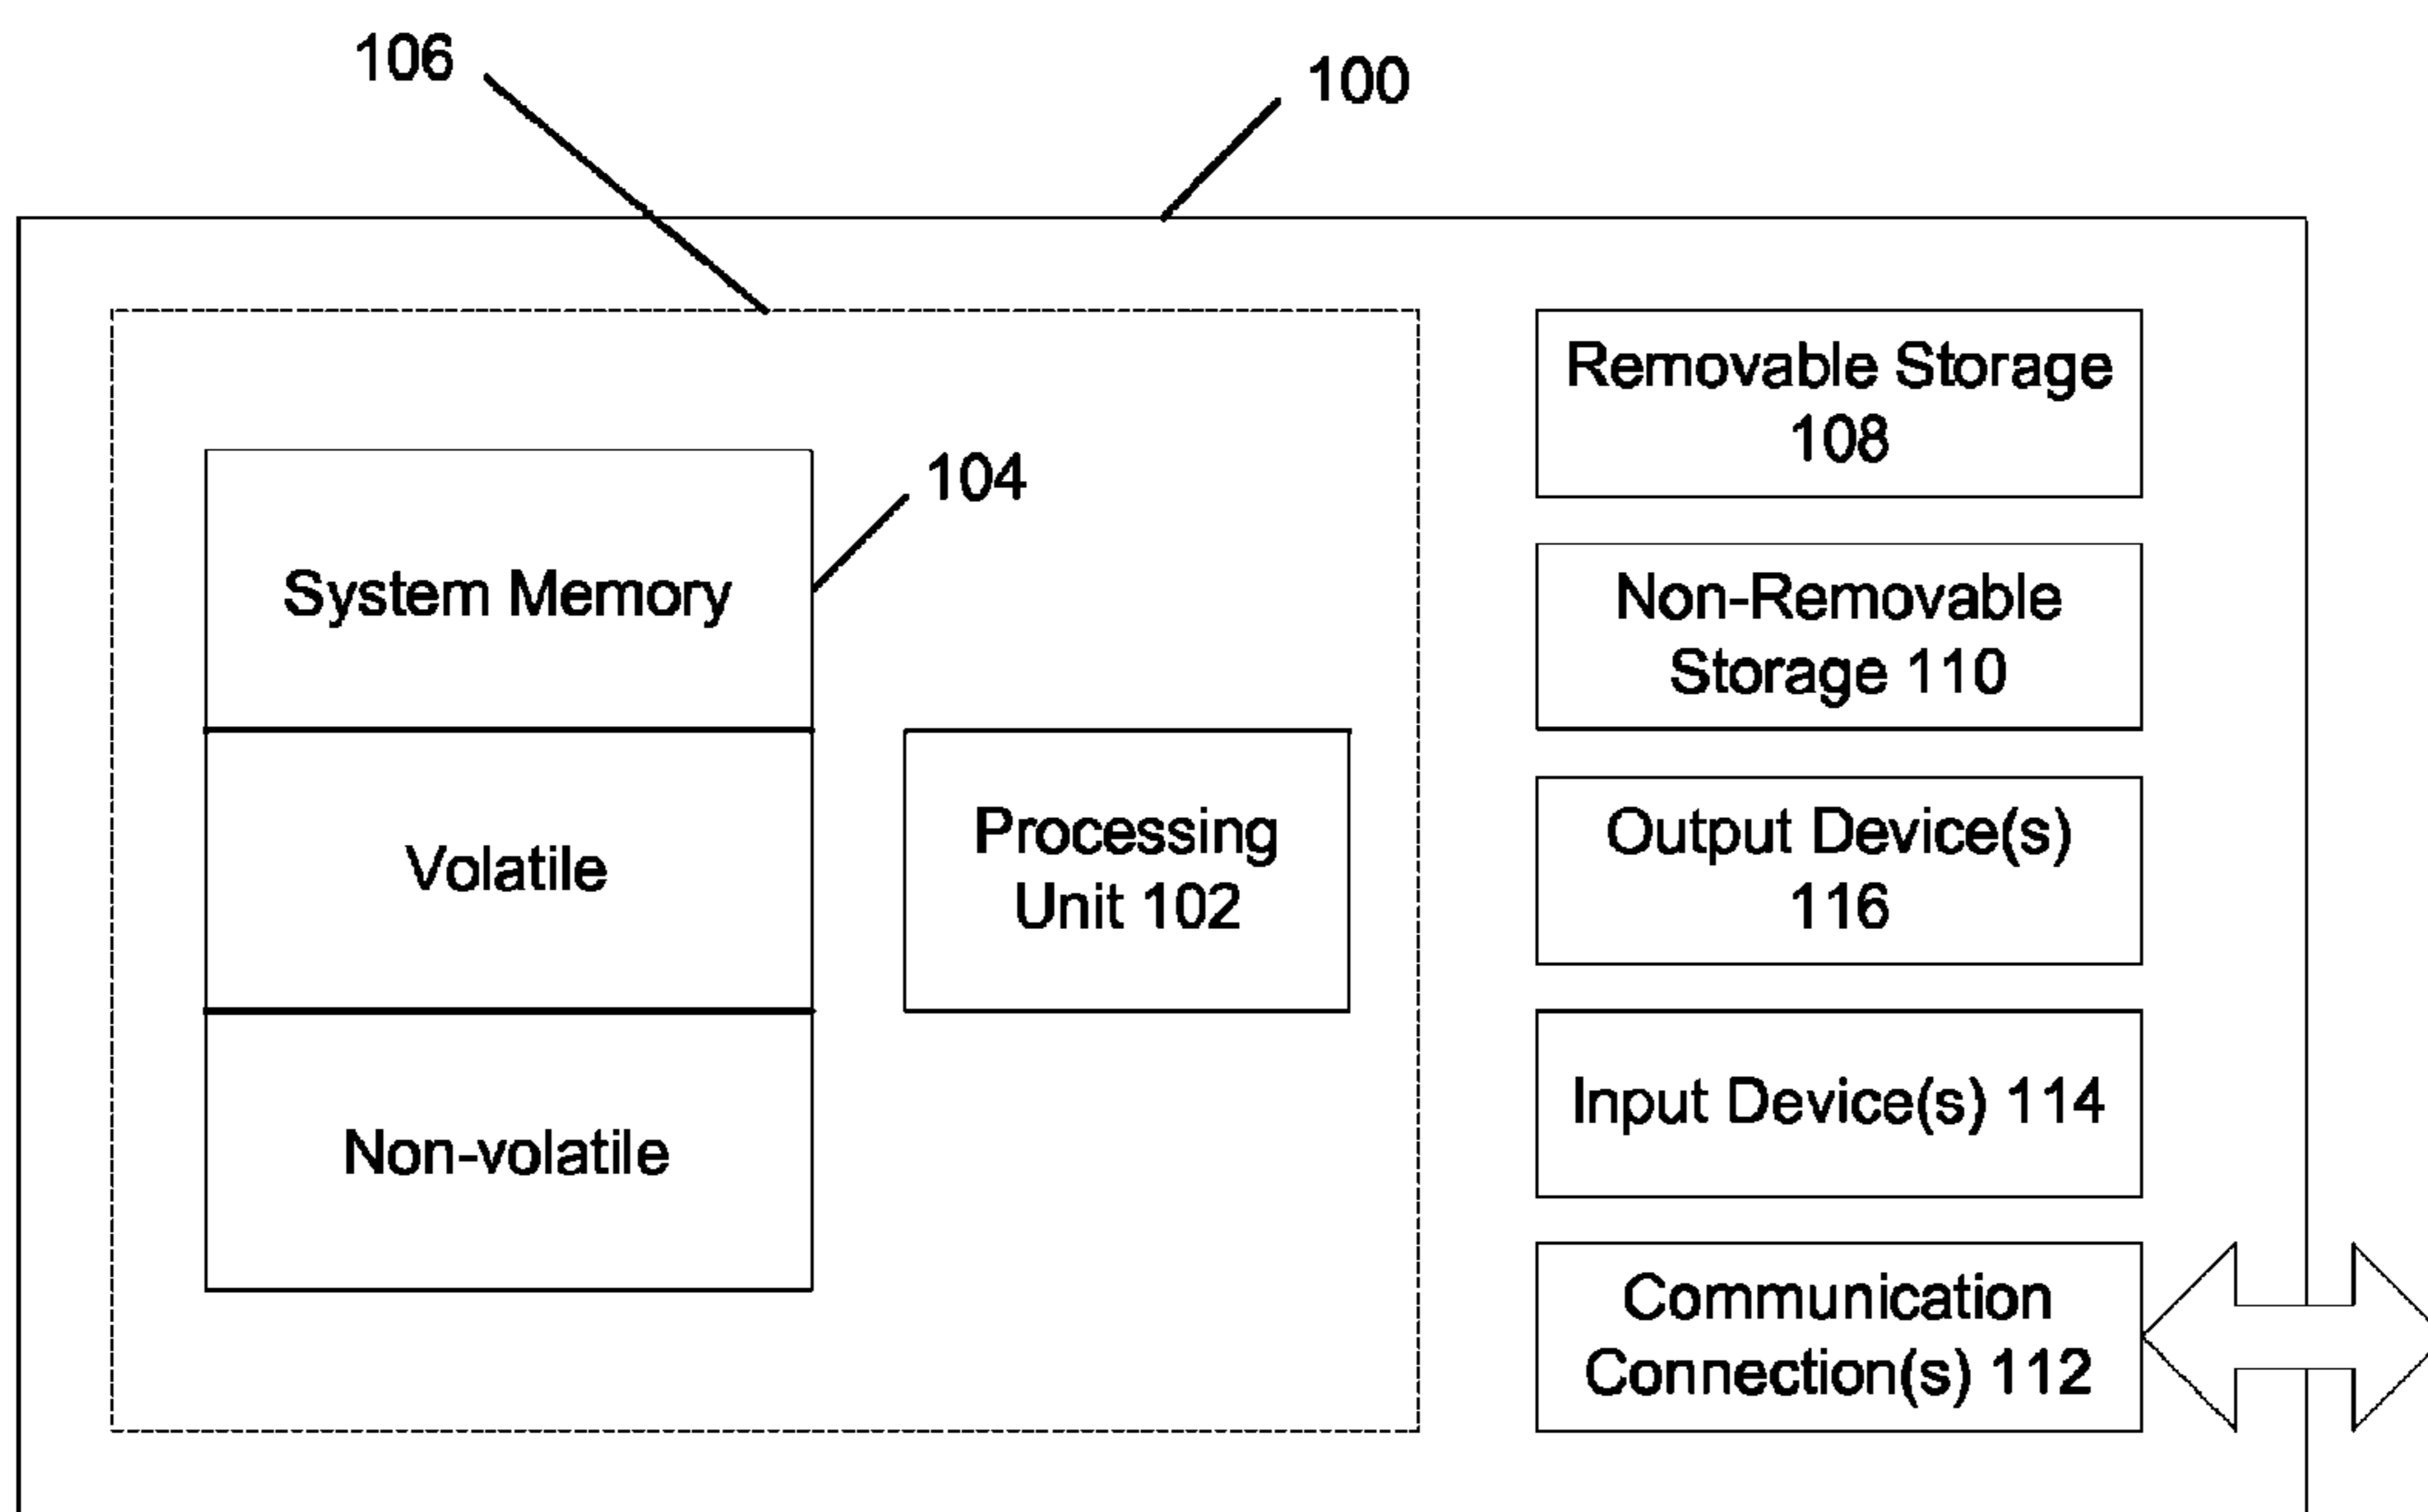 106
100
Removable Storage
108
104
System Memory
Non-Removable
Storage 110
Volatile
Processing
Unit 102
Output Device(s)
116
Non-volatile
Input Device(s) 114
Communication
Connection(s) 112